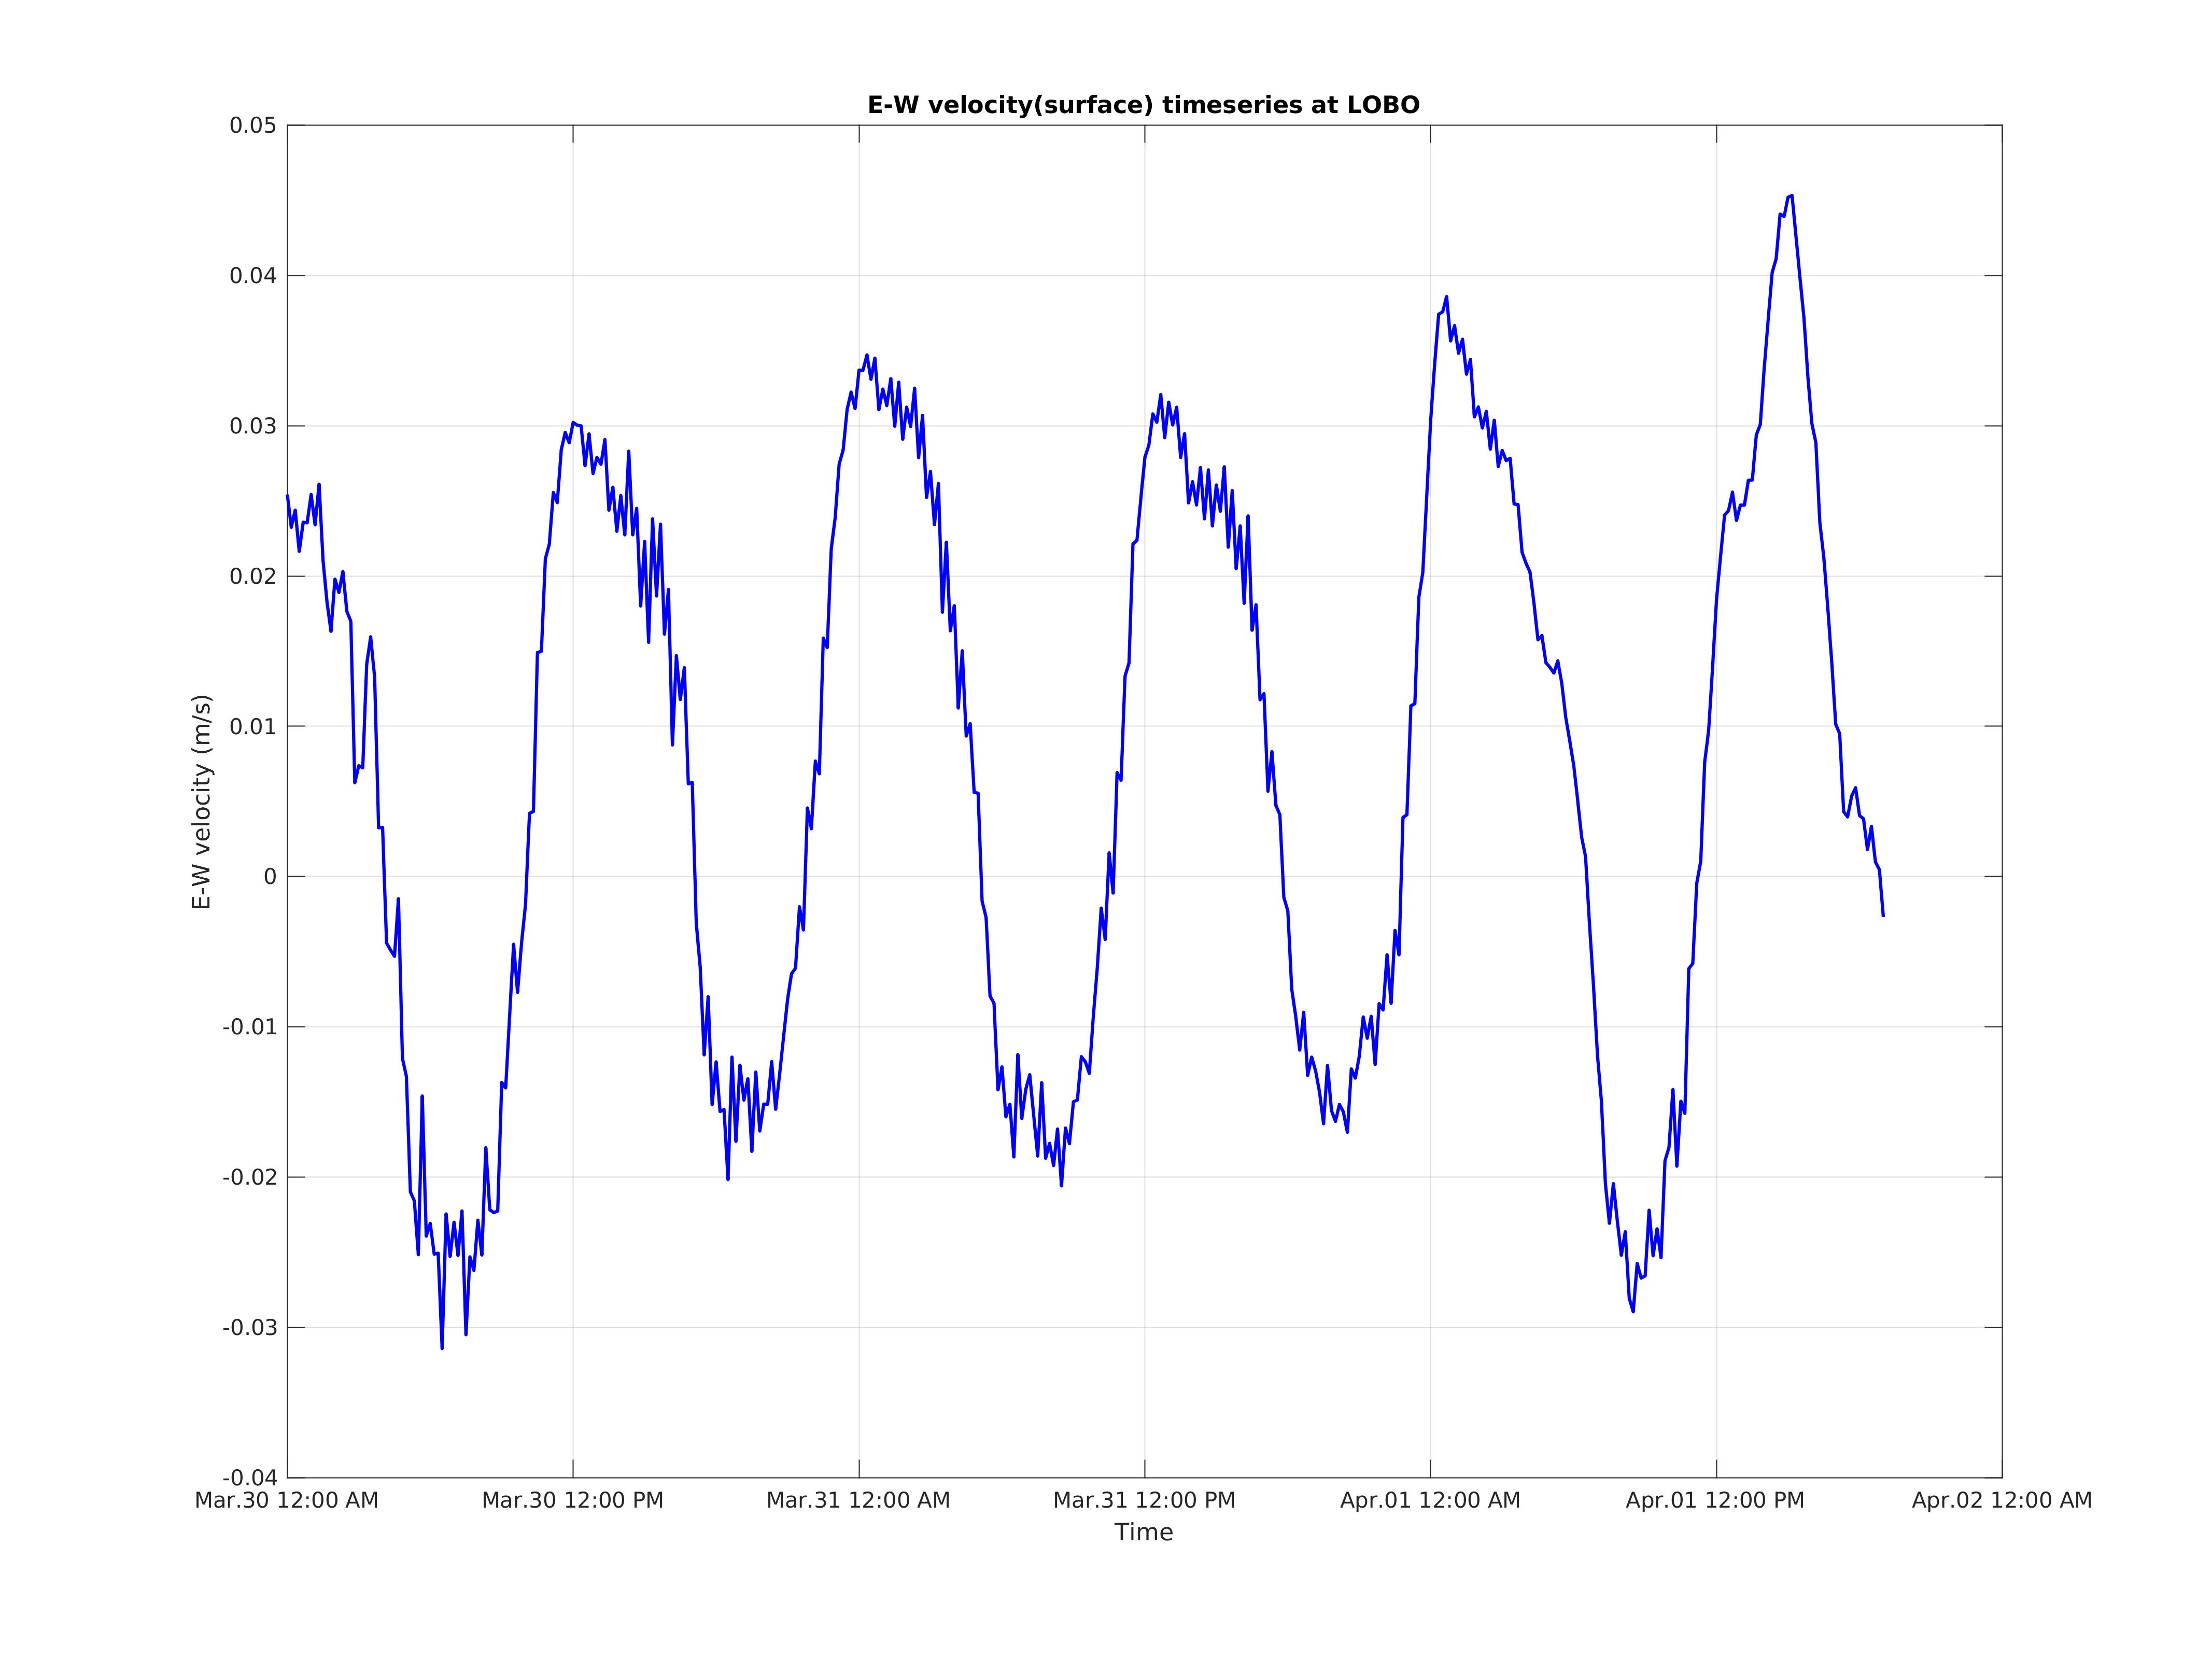 E-W velocity(surface) timeseries at LOBO
0.05
0.04
0.03
0.02
0.01
0
-0.01
-0.02
-0.03
-0.04
E-W velocity (m/s)
Mar.30 12:00 AM Mar.30 12:00 PM Mar.31 12:00 AM Mar.31 12:00 PM Apr.01 12:00 AM Apr.01 12:00 PM Apr.02 12:00 AM
Time